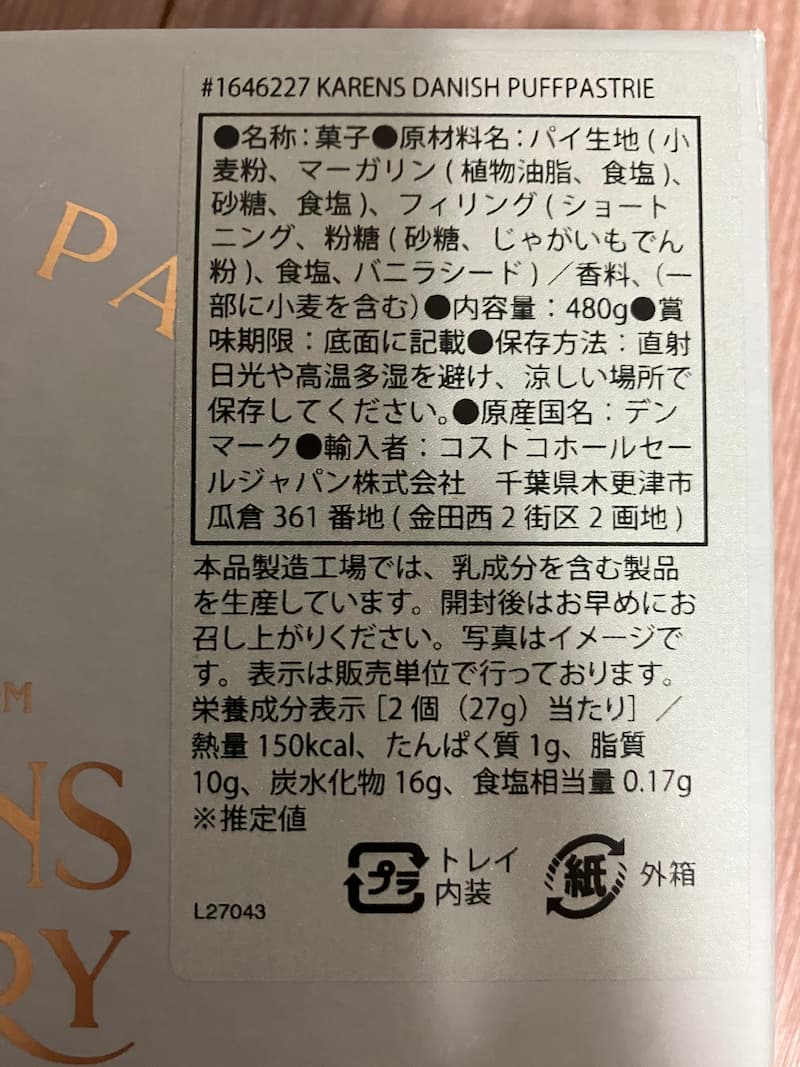 #1646227 KARENS DANISH PUFFPASTRIE
●名称：菓子●原材料名：パイ生地(小
麦粉、マーガリン(植物油脂、食塩)、
砂糖、食塩)、フィリング(ショート
ニング、粉糖(砂糖、じゃがいもでん
粉)、食塩、バニラシード)／香料、(一
部に小麦を含む)●内容量：480g●賞
味期限：底面に記載●保存方法：直射
日光や高温多湿を避け、涼しい場所で
保存してください。●原産国名：デン
マーク●輸入者：コストコホールセー
ルジャパン株式会社　千葉県木更津市
瓜倉 361 番地(金田西2街区2画地)
本品製造工場では、乳成分を含む製品
を生産しています。開封後はお早めにお
召し上がりください。写真はイメージで
す。表示は販売単位で行っております。
栄養成分表示［2個（27g）当たり］／
熱量 150kcal、たんぱく質 1g、脂質
10g、炭水化物 16g、食塩相当量 0.17g
※推定値
プラ トレイ 内装 紙 外箱
L27043
PA
M
NS
RY